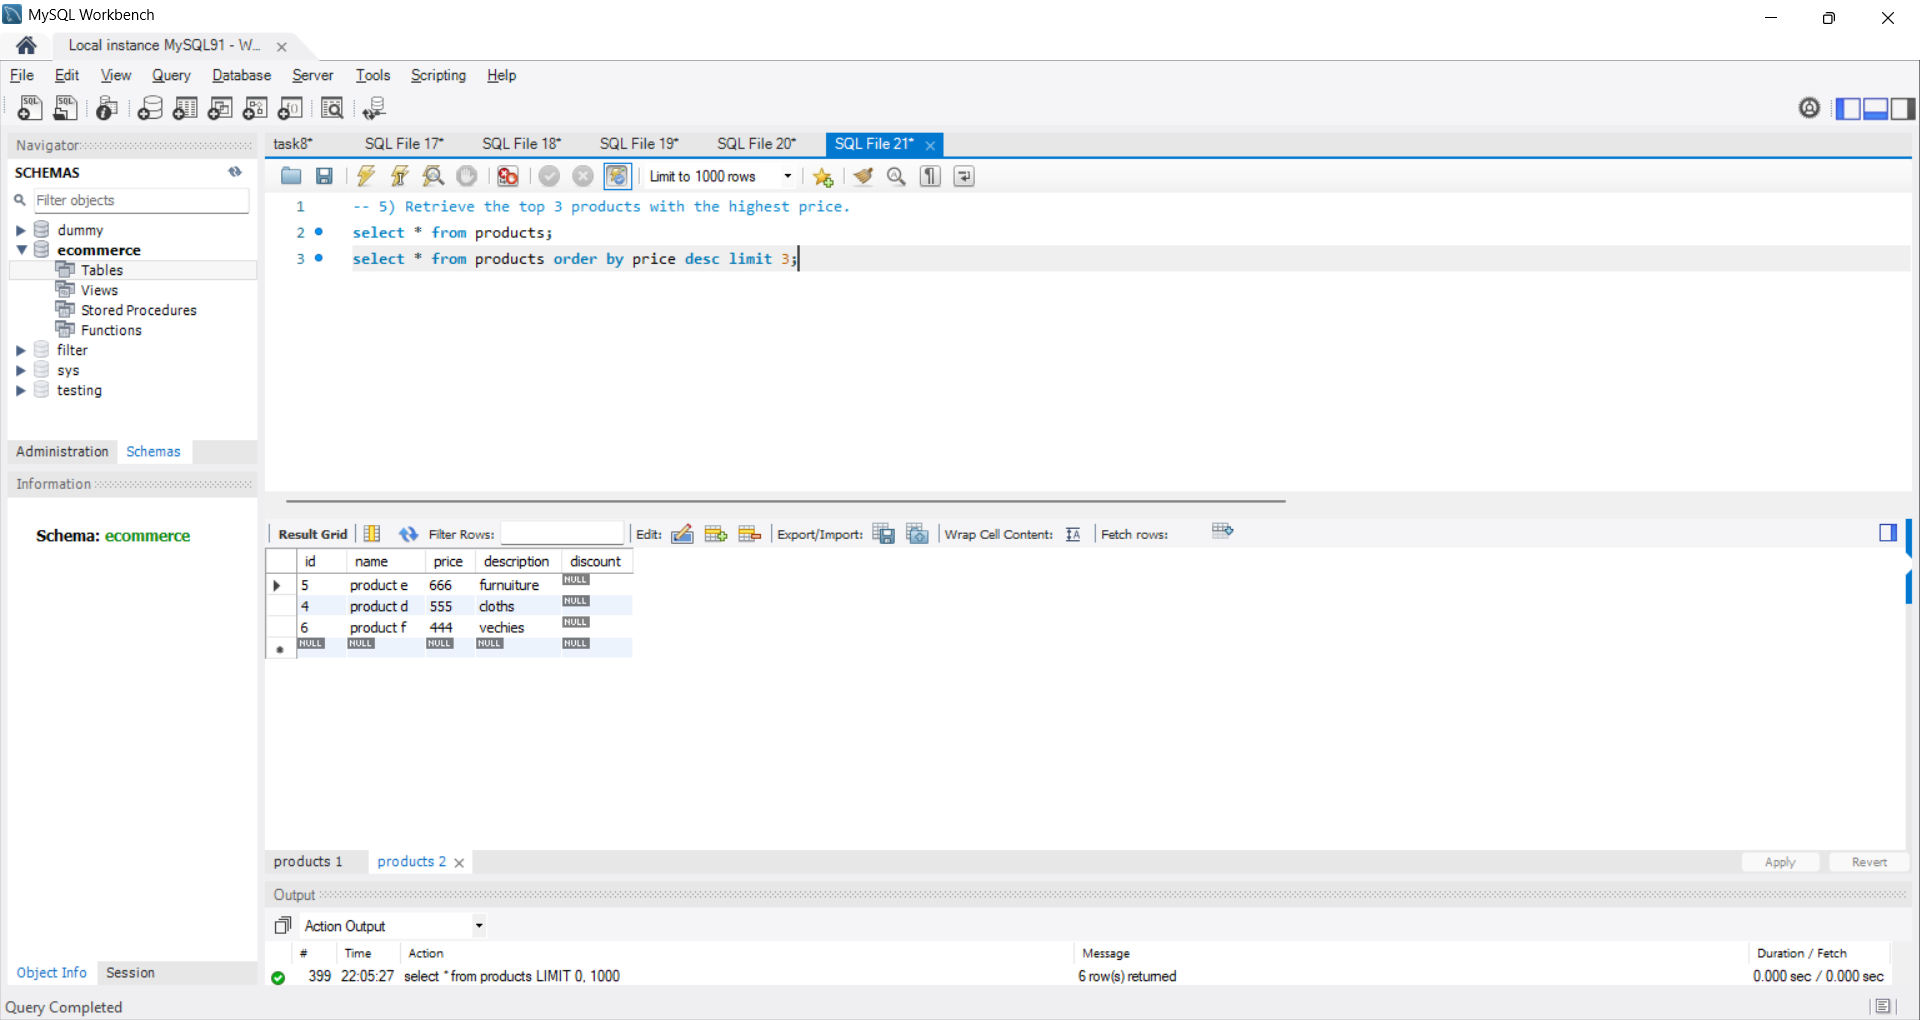 MySQL Workbench
Local instance MySQL91 - W...
File Edit View Query Database Server Tools Scripting Help
Navigator
SCHEMAS
Filter objects
dummy
ecommerce
Tables
Views
Stored Procedures
Functions
filter
sys
testing
Administration Schemas
Information
Schema: ecommerce
Object Info Session
task8* SQL File 17* SQL File 18* SQL File 19* SQL File 20* SQL File 21*
Limit to 1000 rows
1 -- 5) Retrieve the top 3 products with the highest price.
2 select * from products;
3 select * from products order by price desc limit 3;
Result Grid Filter Rows: Edit: Export/Import: Wrap Cell Content: Fetch rows:
id name price description discount
5 product e 666 furnuiture NULL
4 product d 555 cloths NULL
6 product f 444 vechies NULL
NULL NULL NULL NULL NULL
products 1 products 2 Apply Revert
Output
Action Output
# Time Action Message Duration / Fetch
399 22:05:27 select * from products LIMIT 0, 1000 6 row(s) returned 0.000 sec / 0.000 sec
Query Completed